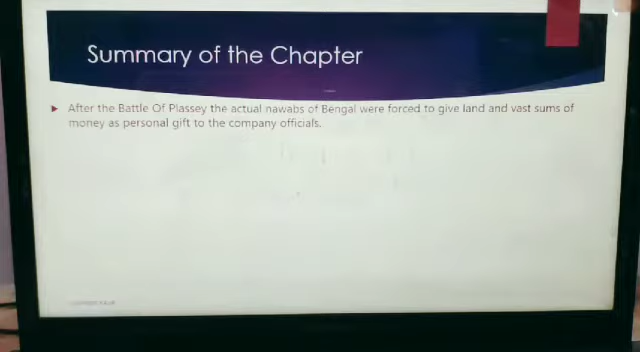 Summary of the Chapter
After the Battle Of Plassey the actual nawabs of Bengal were forced to give land and vast sums of
money as personal gift to the company officials.